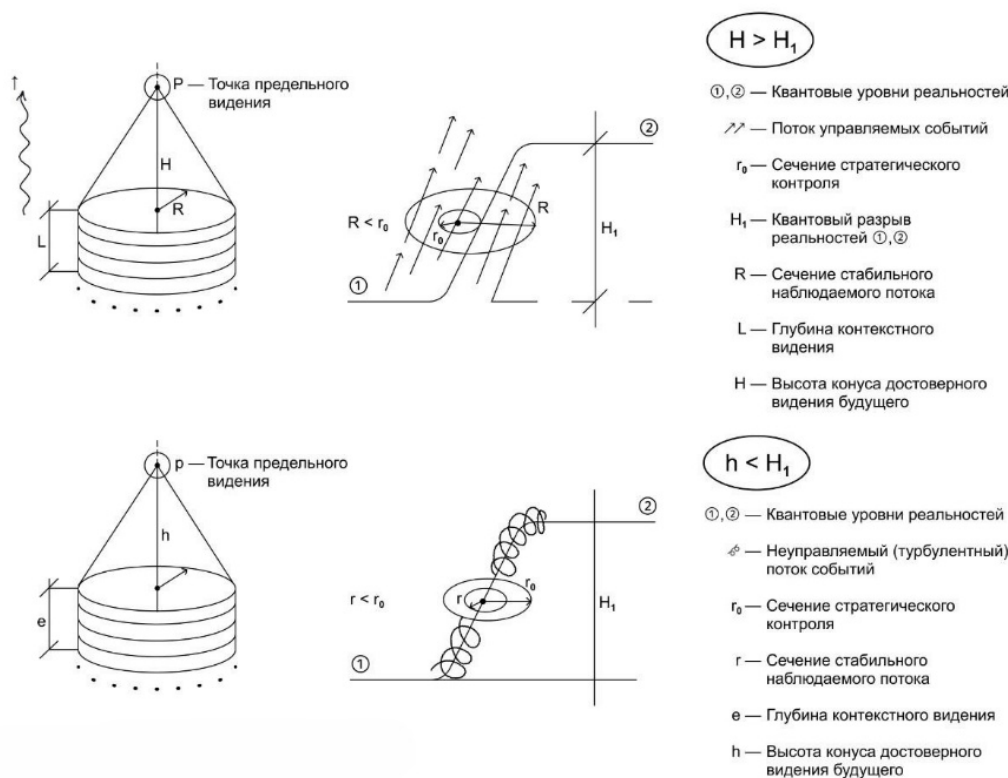 P — Точка предельного
видения
H
R
L
R < r₀
r₀
R
①
②
H₁
H > H₁
①,② — Квантовые уровни реальностей
— Поток управляемых событий
r₀ — Сечение стратегического
контроля
H₁ — Квантовый разрыв
реальностей ①,②
R — Сечение стабильного
наблюдаемого потока
L — Глубина контекстного
видения
H — Высота конуса достоверного
видения будущего
p — Точка предельного
видения
h
e
r < r₀
r
r₀
①
②
H₁
h < H₁
①,② — Квантовые уровни реальностей
— Неуправляемый (турбулентный)
поток событий
r₀ — Сечение стратегического
контроля
r — Сечение стабильного
наблюдаемого потока
e — Глубина контекстного видения
h — Высота конуса достоверного
видения будущего